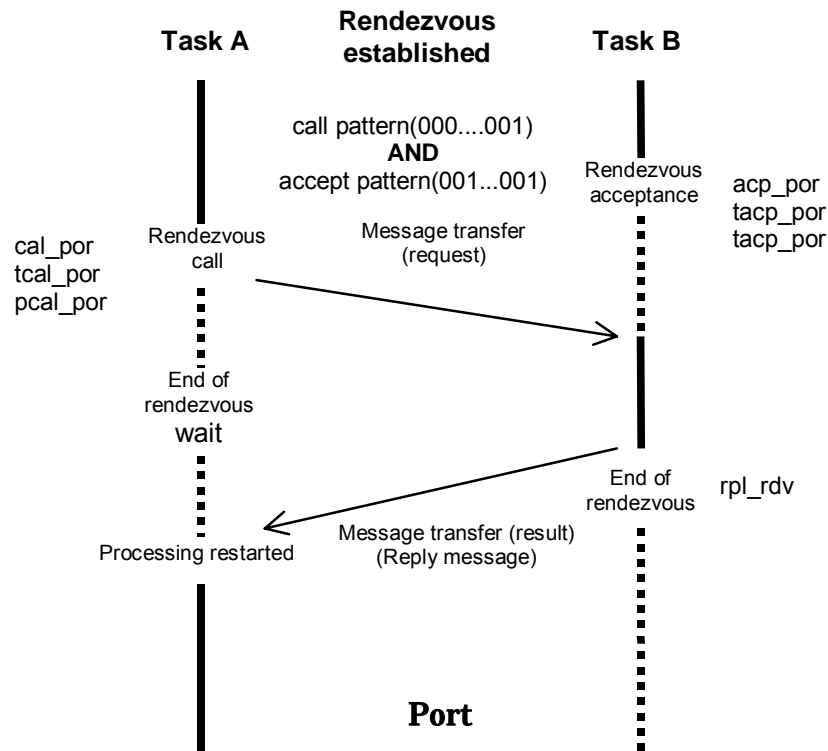 Rendezvous
established
Task A
Task B
call pattern(000....001)
AND
accept pattern(001...001)
Rendezvous
acceptance
acp_por
tacp_por
tacp_por
cal_por
tcal_por
pcal_por
Rendezvous
call
Message transfer
(request)
End of
rendezvous
wait
End of
rendezvous
rpl_rdv
Message transfer (result)
(Reply message)
Processing restarted
Port